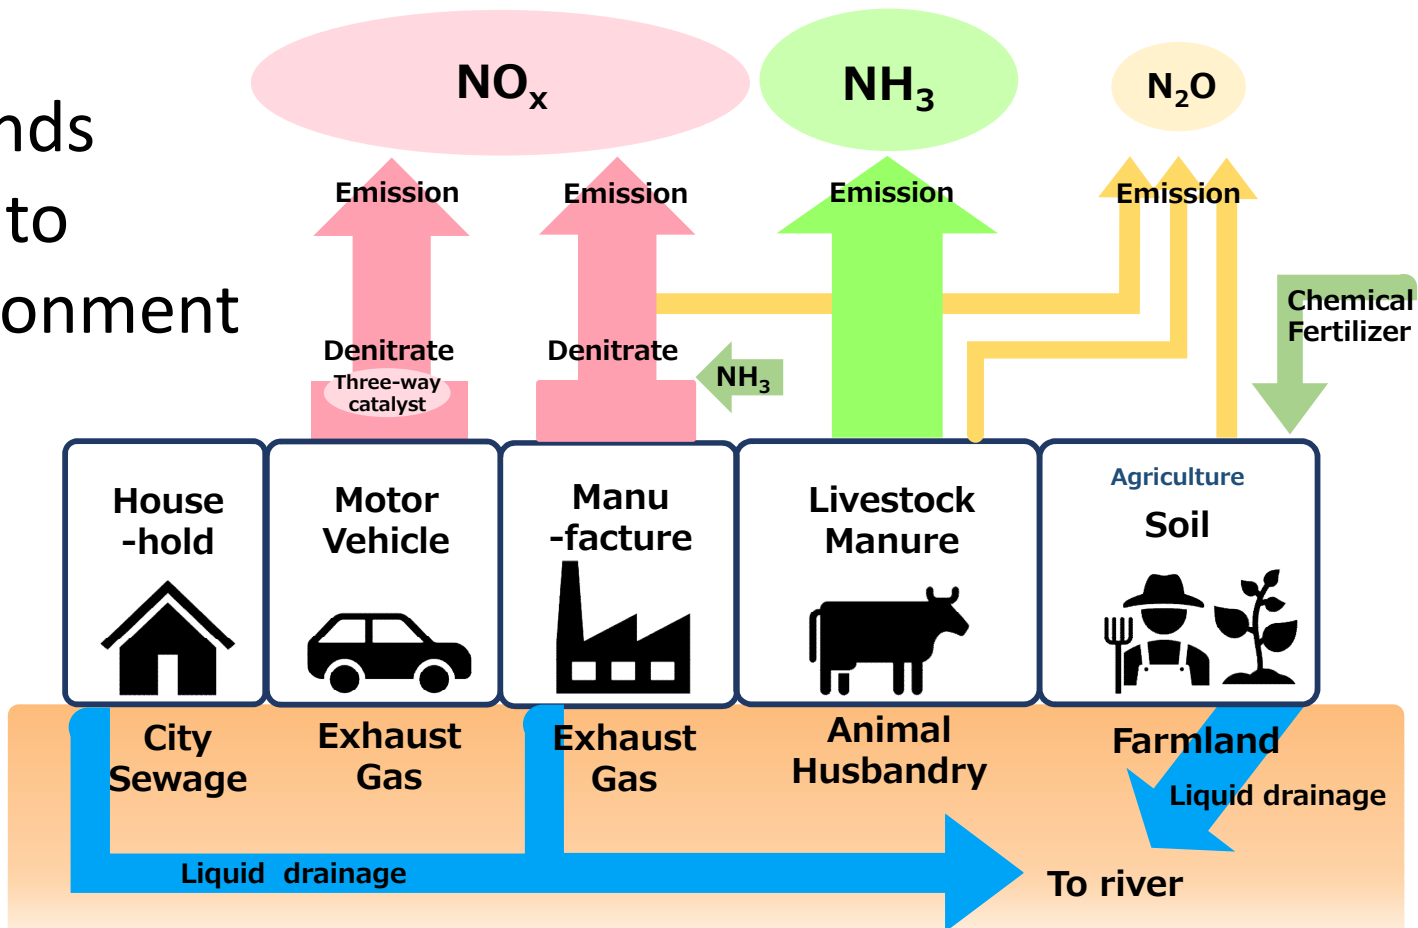 nds
to
onment
NOₓ
NH₃
N₂O
Emission
Emission
Emission
Emission
Chemical
Fertilizer
Denitrate
Three-way
catalyst
Denitrate
NH₃
House
-hold
Motor
Vehicle
Manu
-facture
Livestock
Manure
Agriculture
Soil
City
Sewage
Exhaust
Gas
Exhaust
Gas
Animal
Husbandry
Farmland
Liquid drainage
Liquid drainage
To river